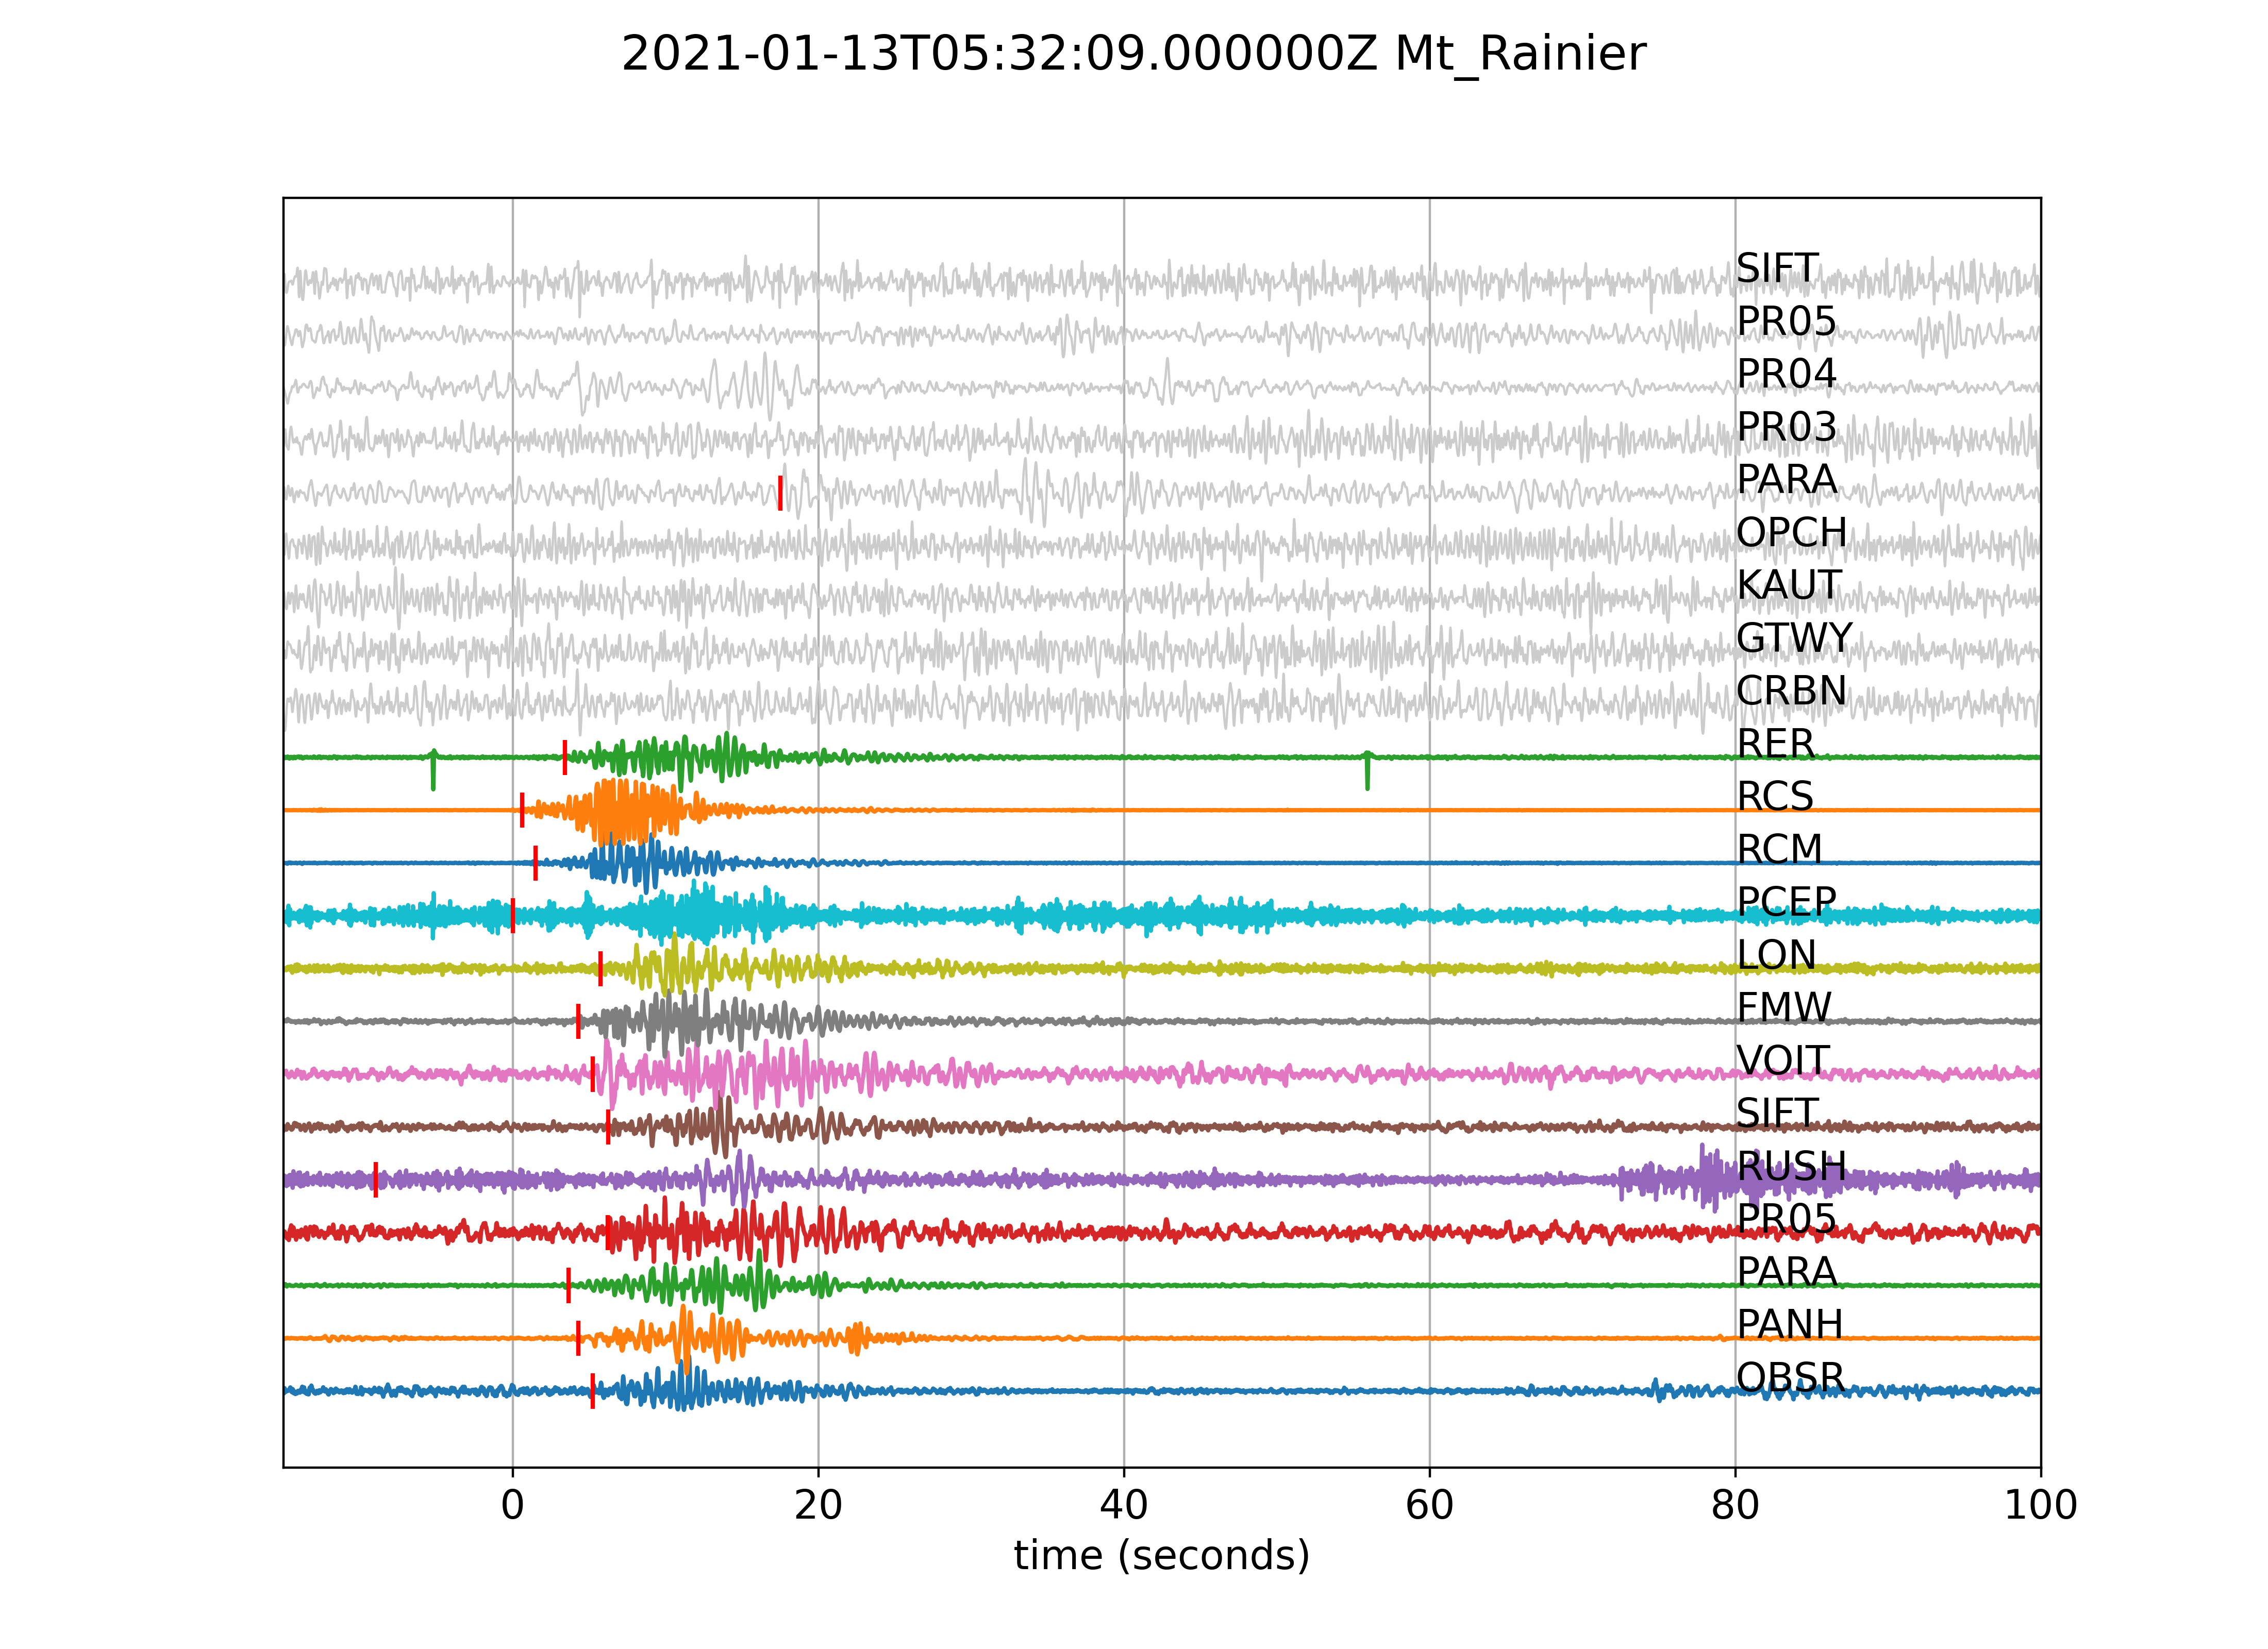 2021-01-13T05:32:09.000000Z Mt_Rainier
SIFT
PR05
PR04
PR03
PARA
OPCH
KAUT
GTWY
CRBN
RER
RCS
RCM
PCEP
LON
FMW
VOIT
SIFT
RUSH
PR05
PARA
PANH
OBSR
0 20 40 60 80 100
time (seconds)